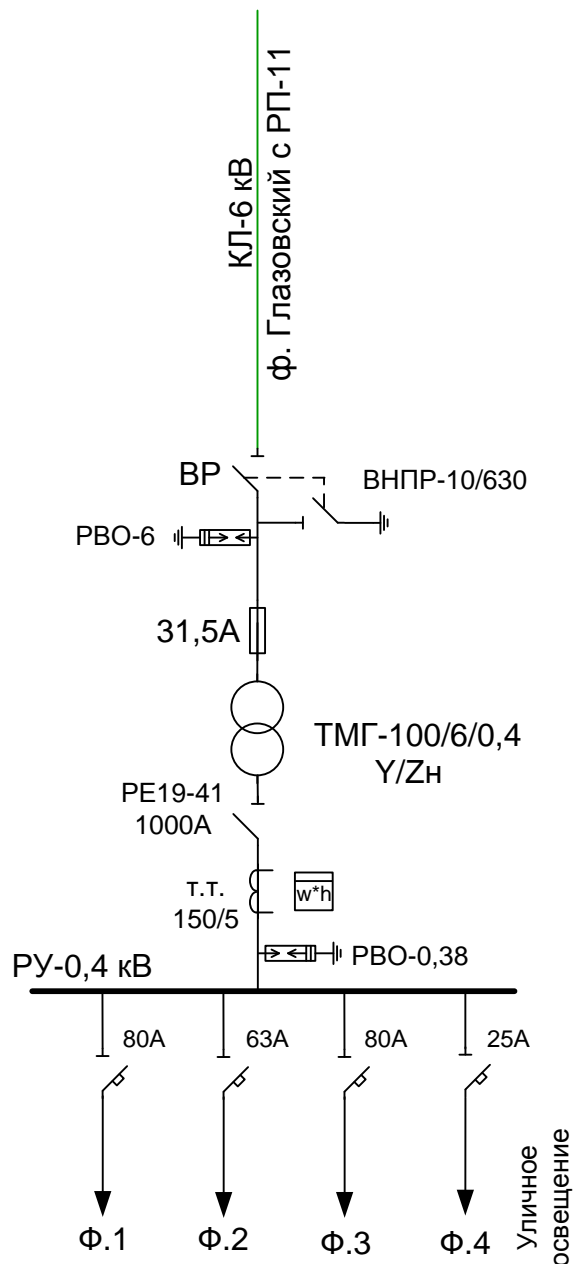 КЛ-6 кВ
ф. Глазовский с РП-11
ВР
ВНПР-10/630
РВО-6
31,5А
ТМГ-100/6/0,4
Y/Zн
РЕ19-41
1000А
т.т.
150/5
w*h
РВО-0,38
РУ-0,4 кВ
80А
63А
80А
25А
Ф.1
Ф.2
Ф.3
Ф.4
Уличное
освещение